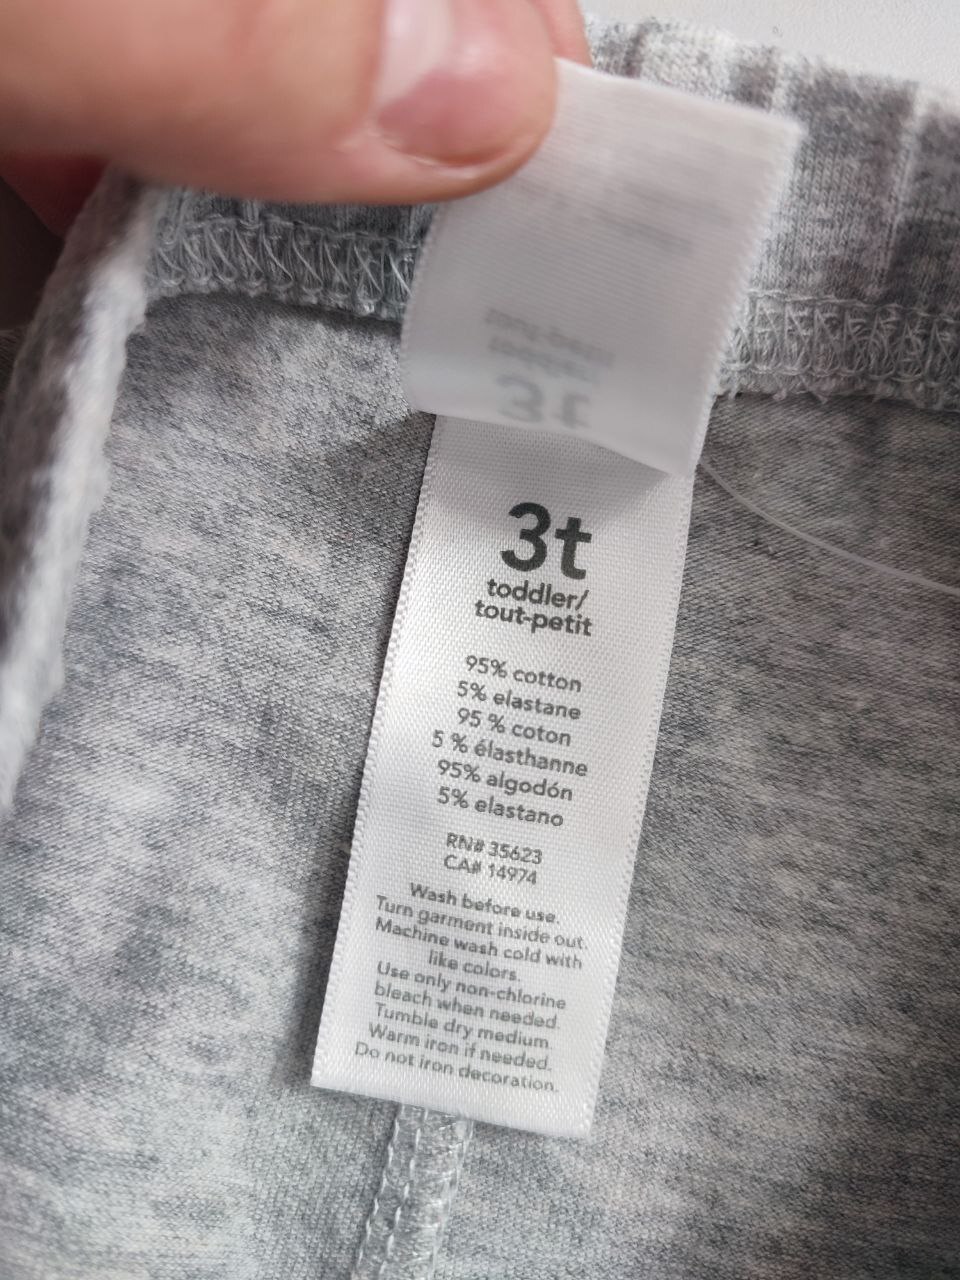 3t
toddler/
tout-petit
95% cotton
5% elastane
95 % coton
5 % élasthanne
95% algodón
5% elastano
RN# 35623
CA# 14974
Wash before use.
Turn garment inside out.
Machine wash cold with
like colors.
Use only non-chlorine
bleach when needed.
Tumble dry medium.
Warm iron if needed.
Do not iron decoration.